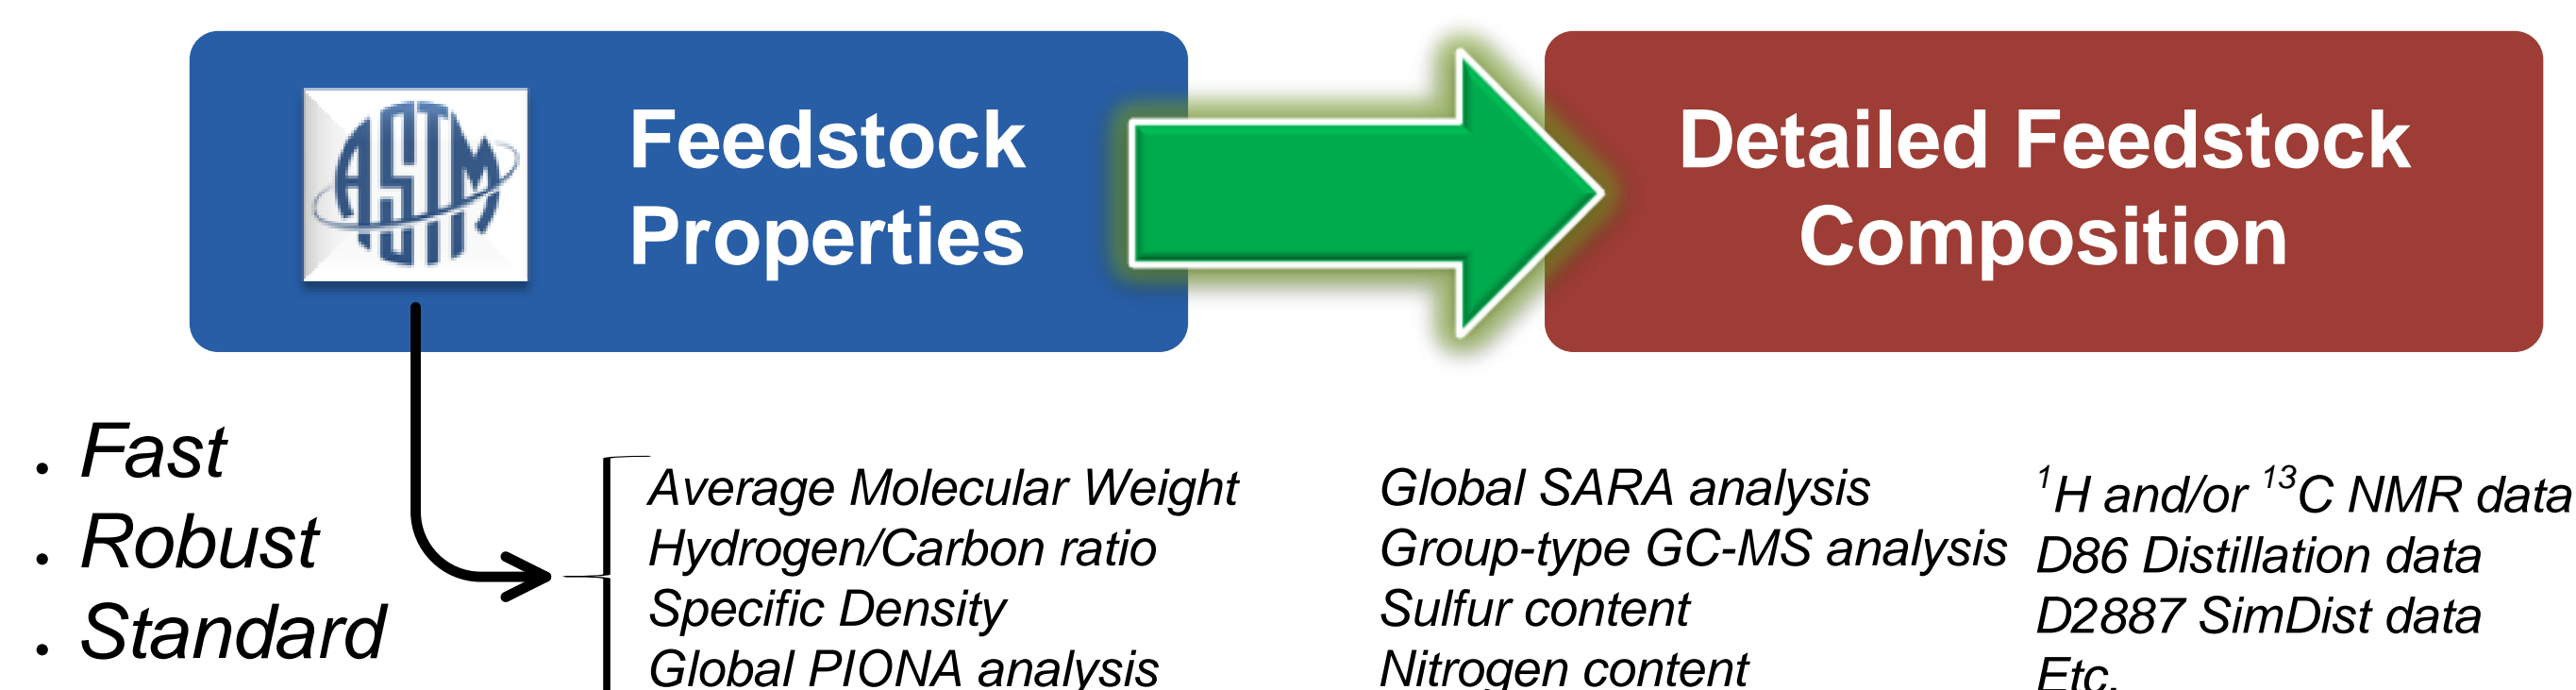 ASTM
Feedstock
Properties
Detailed Feedstock
Composition
. Fast
. Robust
. Standard
Average Molecular Weight
Hydrogen/Carbon ratio
Specific Density
Global PIONA analysis
Global SARA analysis
Group-type GC-MS analysis
Sulfur content
Nitrogen content
¹H and/or ¹³C NMR data
D86 Distillation data
D2887 SimDist data
Etc.